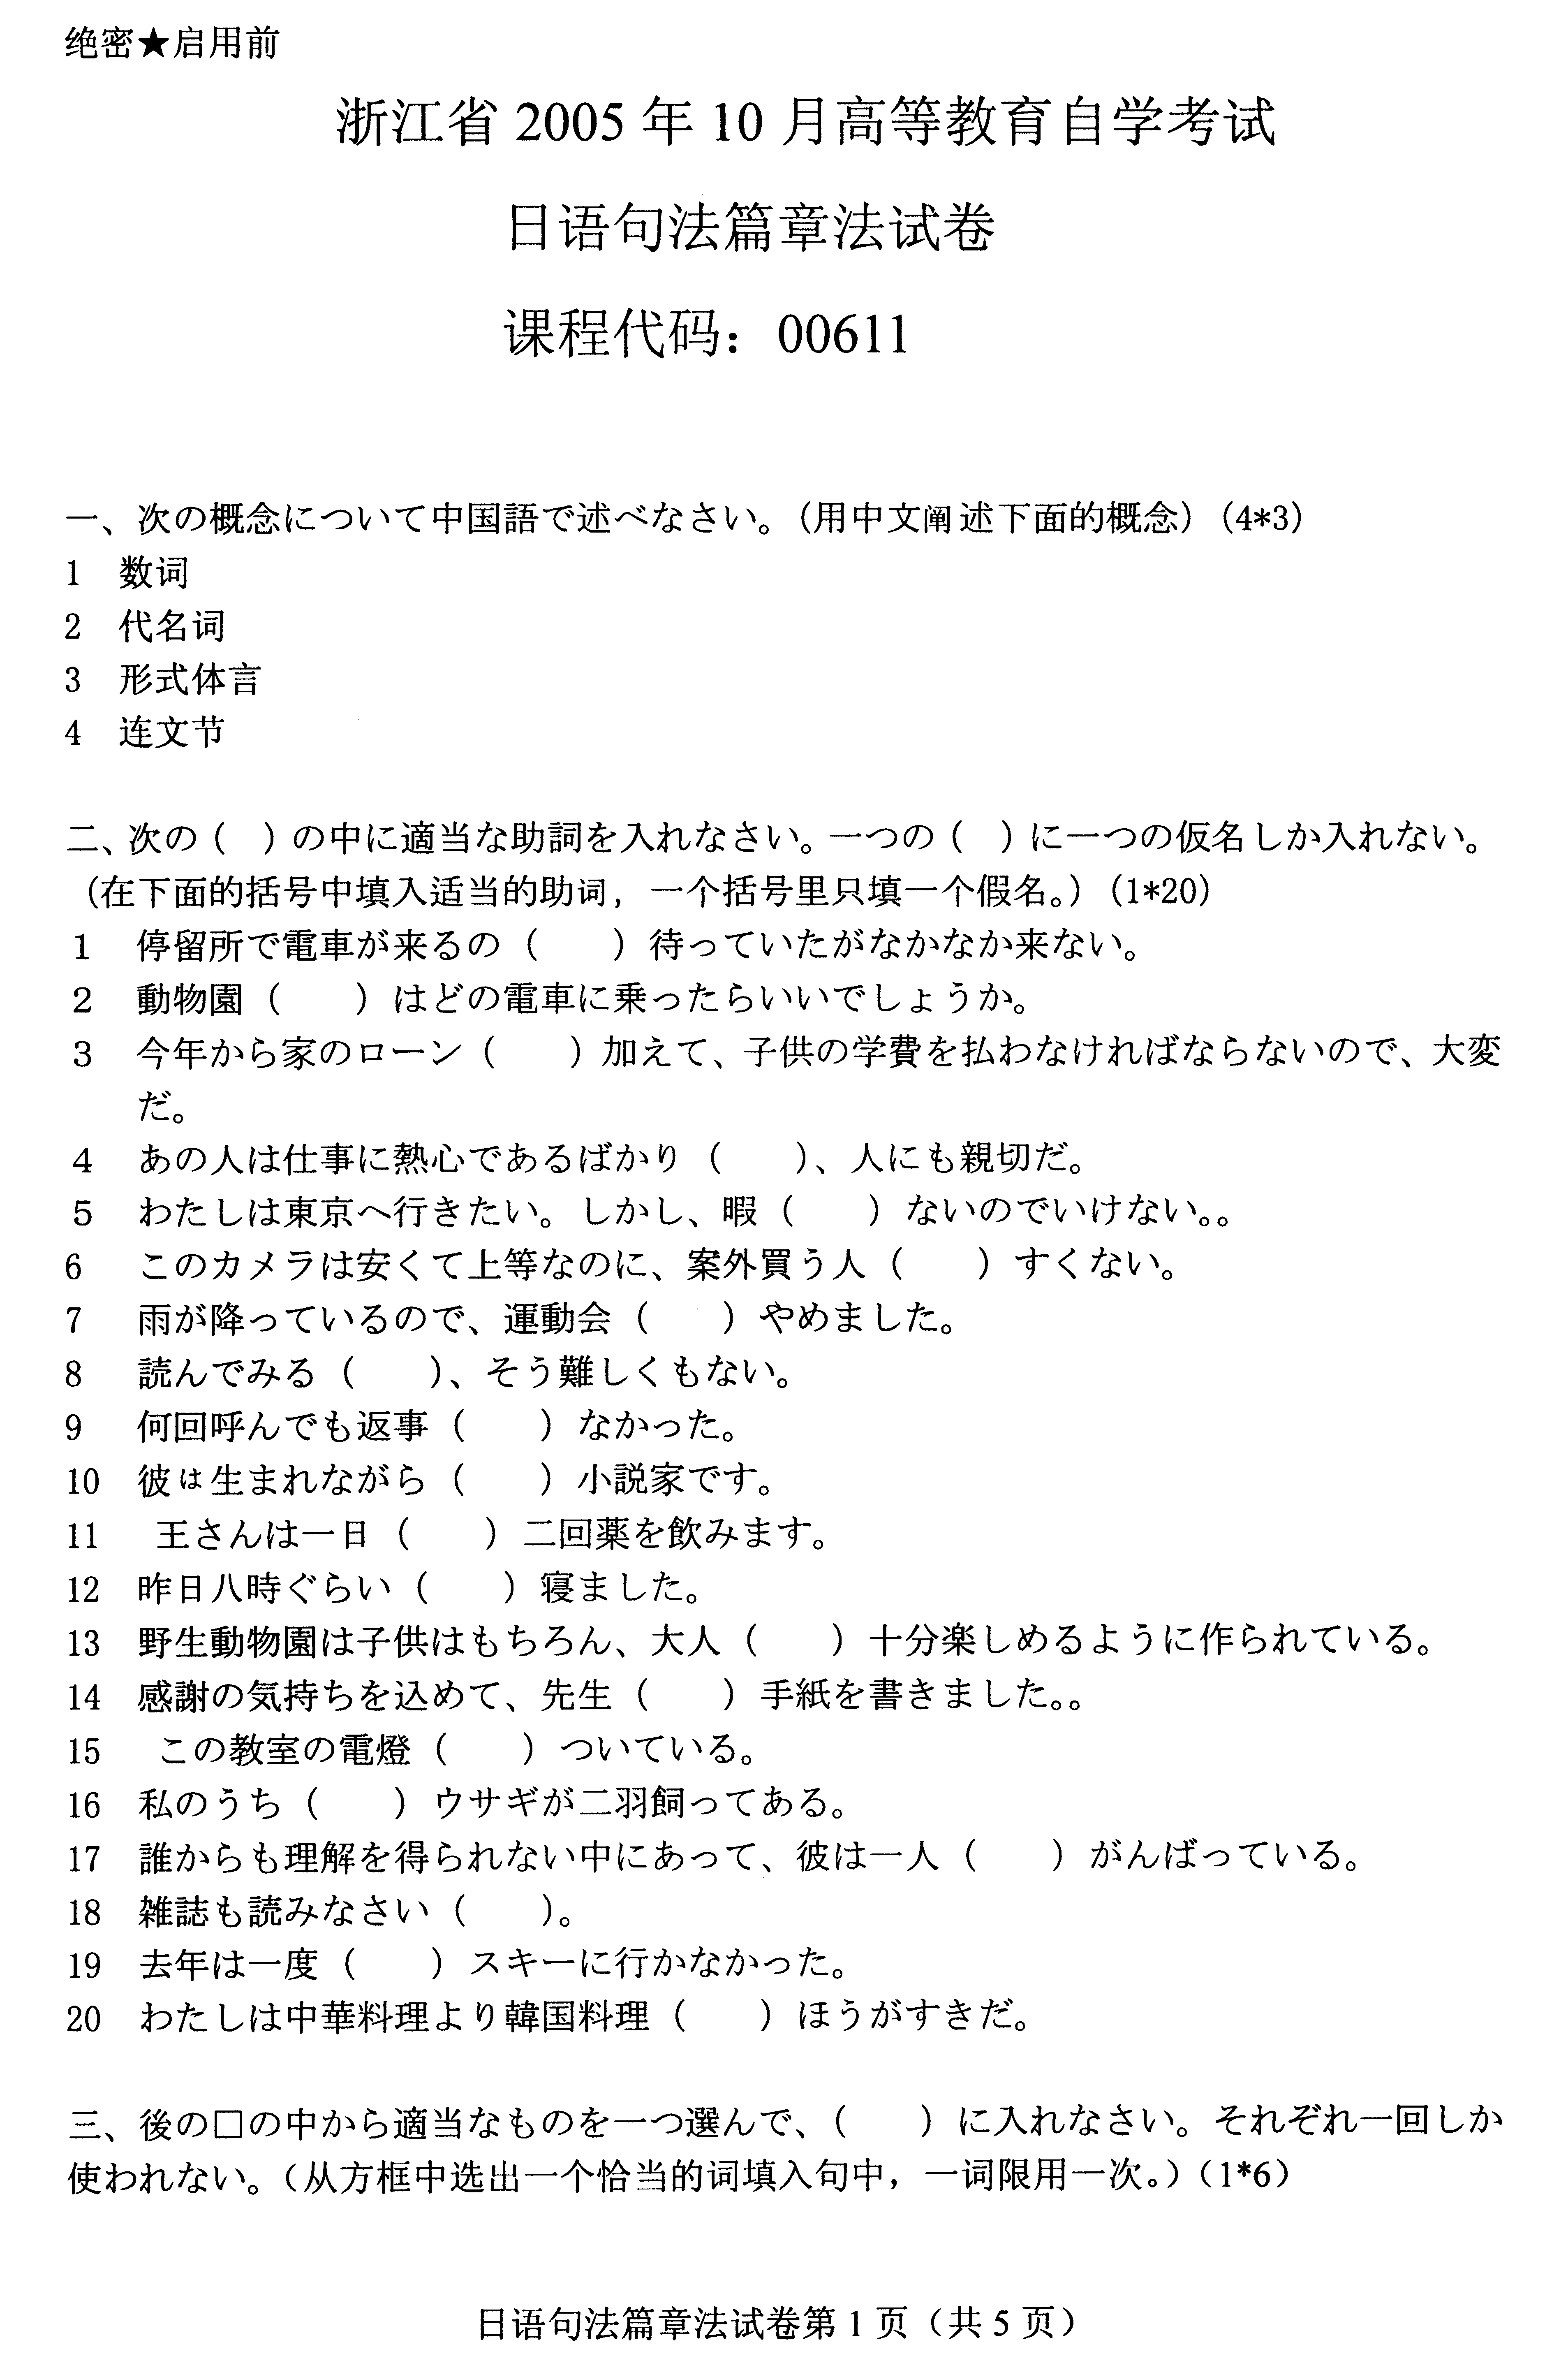 绝密★启用前
浙江省 2005 年 10 月高等教育自学考试
日语句法篇章法试卷
课程代码：00611
一、次の概念について中国語で述べなさい。（用中文阐述下面的概念）（4*3）
1 数词
2 代名词
3 形式体言
4 连文节
二、次の（ ）の中に適当な助詞を入れなさい。一つの（ ）に一つの仮名しか入れない。
（在下面的括号中填入适当的助词，一个括号里只填一个假名。）（1*20）
1 停留所で電車が来るの（ ）待っていたがなかなか来ない。
2 動物園（ ）はどの電車に乗ったらいいでしょうか。
3 今年から家のローン（ ）加えて、子供の学費を払わなければならないので、大変
だ。
4 あの人は仕事に熱心であるばかり（ ）、人にも親切だ。
5 わたしは東京へ行きたい。しかし、暇（ ）ないのでいけない。。
6 このカメラは安くて上等なのに、案外買う人（ ）すくない。
7 雨が降っているので、運動会（ ）やめました。
8 読んでみる（ ）、そう難しくもない。
9 何回呼んでも返事（ ）なかった。
10 彼は生まれながら（ ）小説家です。
11 王さんは一日（ ）二回薬を飲みます。
12 昨日八時ぐらい（ ）寝ました。
13 野生動物園は子供はもちろん、大人（ ）十分楽しめるように作られている。
14 感謝の気持ちを込めて、先生（ ）手紙を書きました。。
15 この教室の電燈（ ）ついている。
16 私のうち（ ）ウサギが二羽飼ってある。
17 誰からも理解を得られない中にあって、彼は一人（ ）がんばっている。
18 雑誌も読みなさい（ ）。
19 去年は一度（ ）スキーに行かなかった。
20 わたしは中華料理より韓国料理（ ）ほうがすきだ。
三、後の□の中から適当なものを一つ選んで、（ ）に入れなさい。それぞれ一回しか
使われない。（从方框中选出一个恰当的词填入句中，一词限用一次。）（1*6）
日语句法篇章法试卷第 1 页（共 5 页）